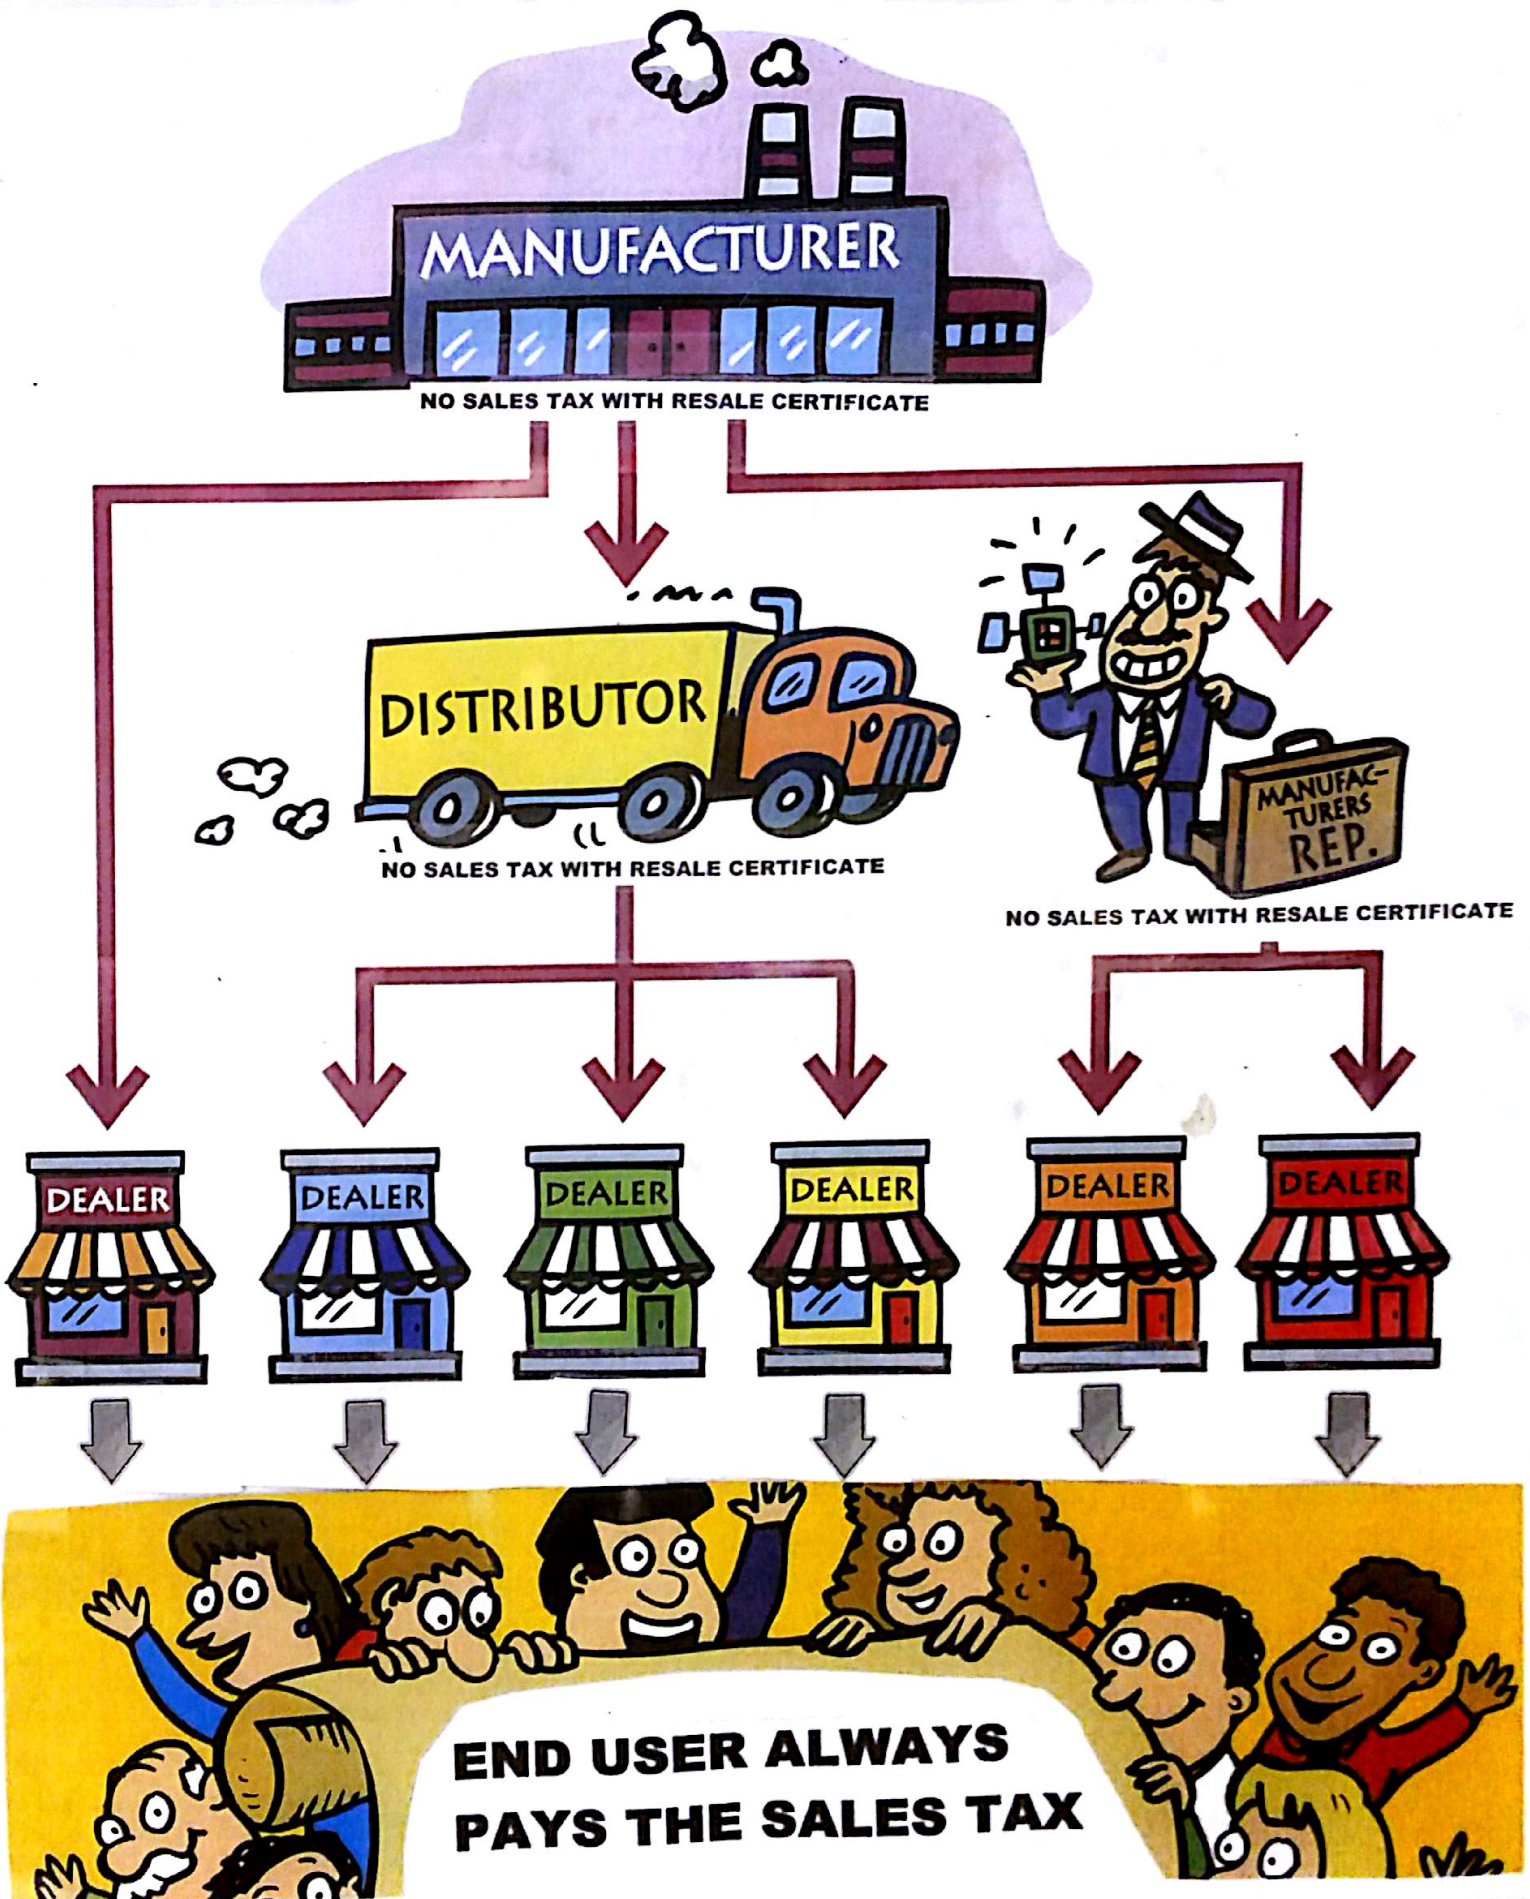 MANUFACTURER
NO SALES TAX WITH RESALE CERTIFICATE
DISTRIBUTOR
NO SALES TAX WITH RESALE CERTIFICATE
MANUFAC-
TURERS
REP.
NO SALES TAX WITH RESALE CERTIFICATE
DEALER
DEALER
DEALER
DEALER
DEALER
DEALER
END USER ALWAYS
PAYS THE SALES TAX